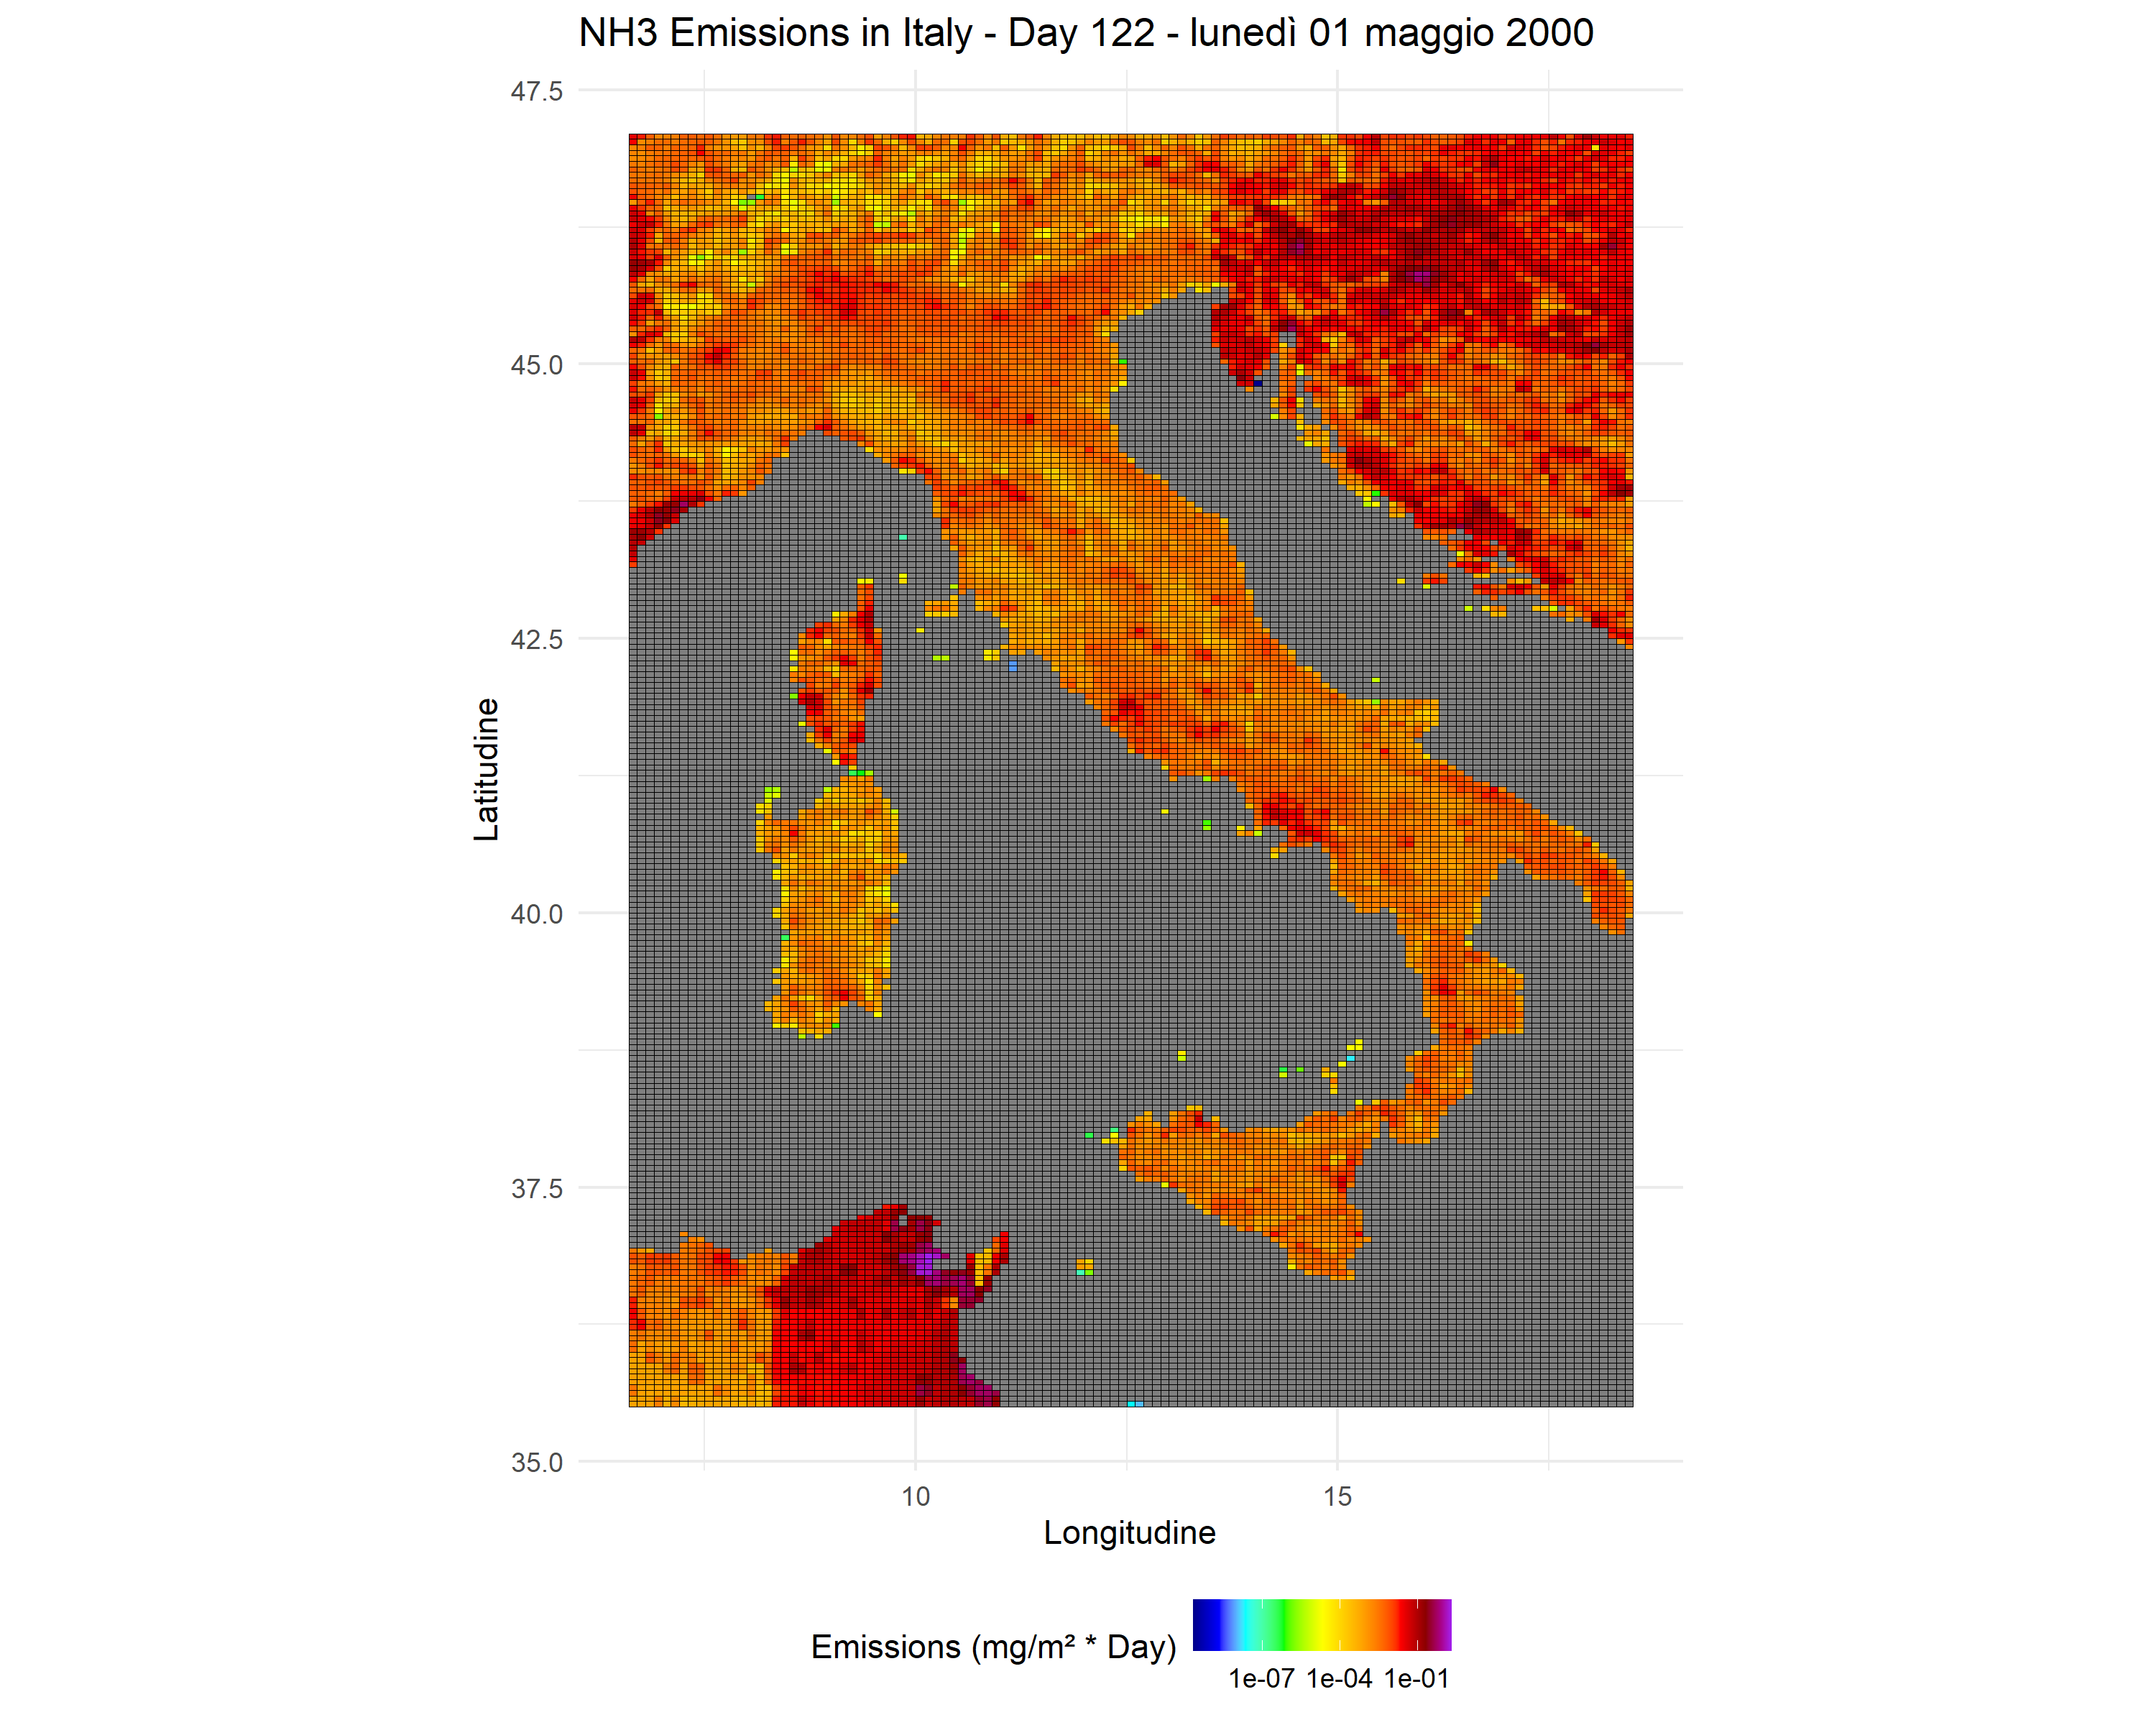 NH3 Emissions in Italy - Day 122 - lunedì 01 maggio 2000
47.5
45.0
42.5
40.0
37.5
35.0
Latitudine
10 15
Longitudine
Emissions (mg/m² * Day)
1e-07 1e-04 1e-01